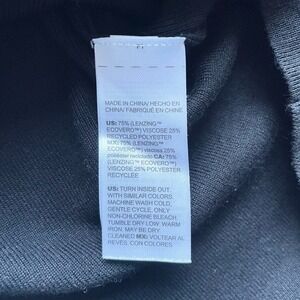 MADE IN CHINA/ HECHO EN
CHINA/ FABRIQUÉ EN CHINE
US: 75% (LENZING™
ECOVERO™) VISCOSE 25%
RECYCLED POLYESTER
MX: 75% (LENZING™
ECOVERO™) viscosa 25%
poliéster reciclado CA: 75%
(LENZING™ ECOVERO™)
VISCOSE 25% POLYESTER
RECYCLÉE
US: TURN INSIDE OUT.
WITH SIMILAR COLORS.
MACHINE WASH COLD,
GENTLE CYCLE, ONLY
NON-CHLORINE BLEACH,
TUMBLE DRY LOW, WARM
IRON, MAY BE DRY
CLEANED MX: VOLTEAR AL
REVÉS, CON COLORES